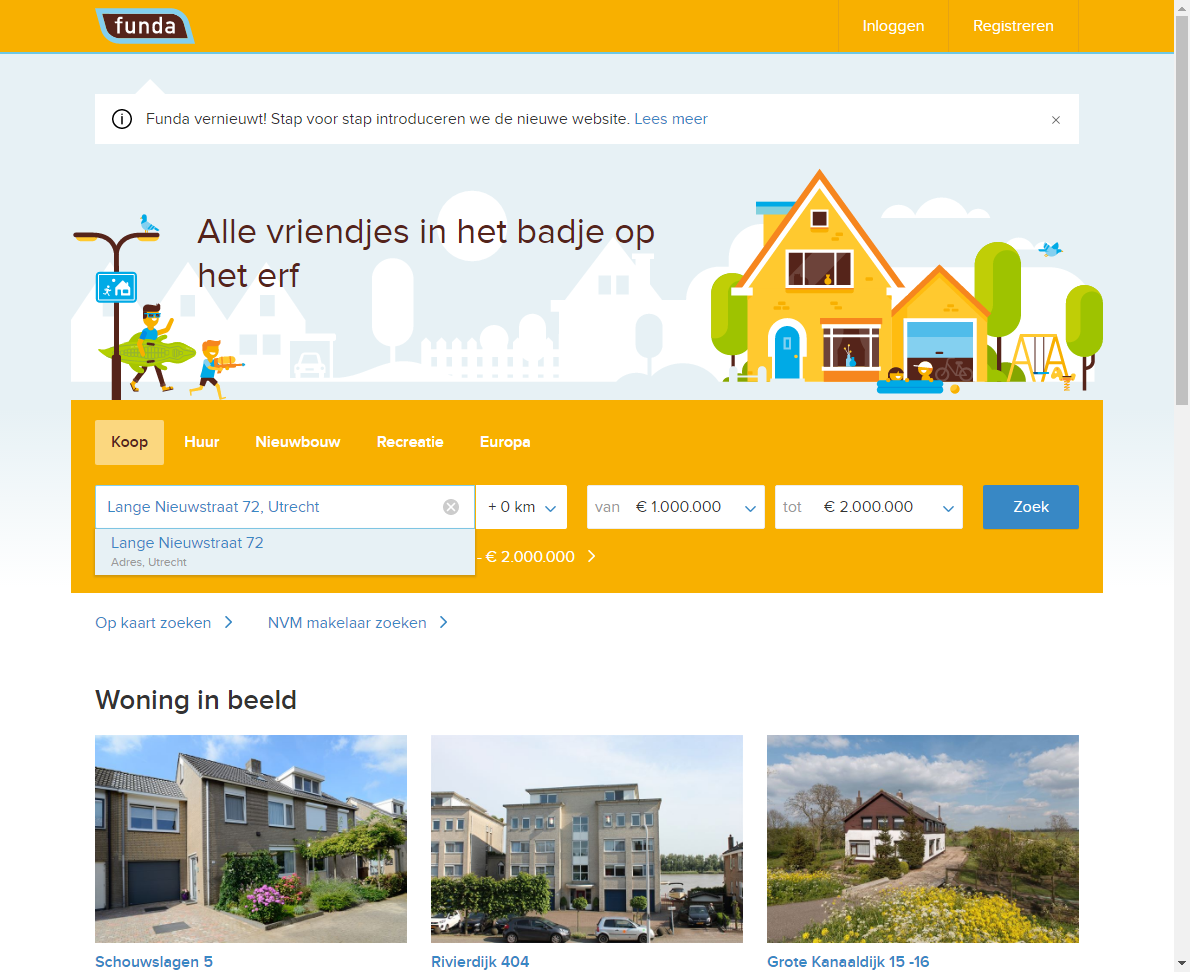 funda
Inloggen
Registreren
Funda vernieuwt! Stap voor stap introduceren we de nieuwe website. Lees meer
Alle vriendjes in het badje op
het erf
Koop
Huur
Nieuwbouw
Recreatie
Europa
Lange Nieuwstraat 72, Utrecht
+ 0 km
van € 1.000.000
tot € 2.000.000
Zoek
Lange Nieuwstraat 72
Adres, Utrecht
- € 2.000.000
Op kaart zoeken
NVM makelaar zoeken
Woning in beeld
Schouwslagen 5
Rivierdijk 404
Grote Kanaaldijk 15 -16